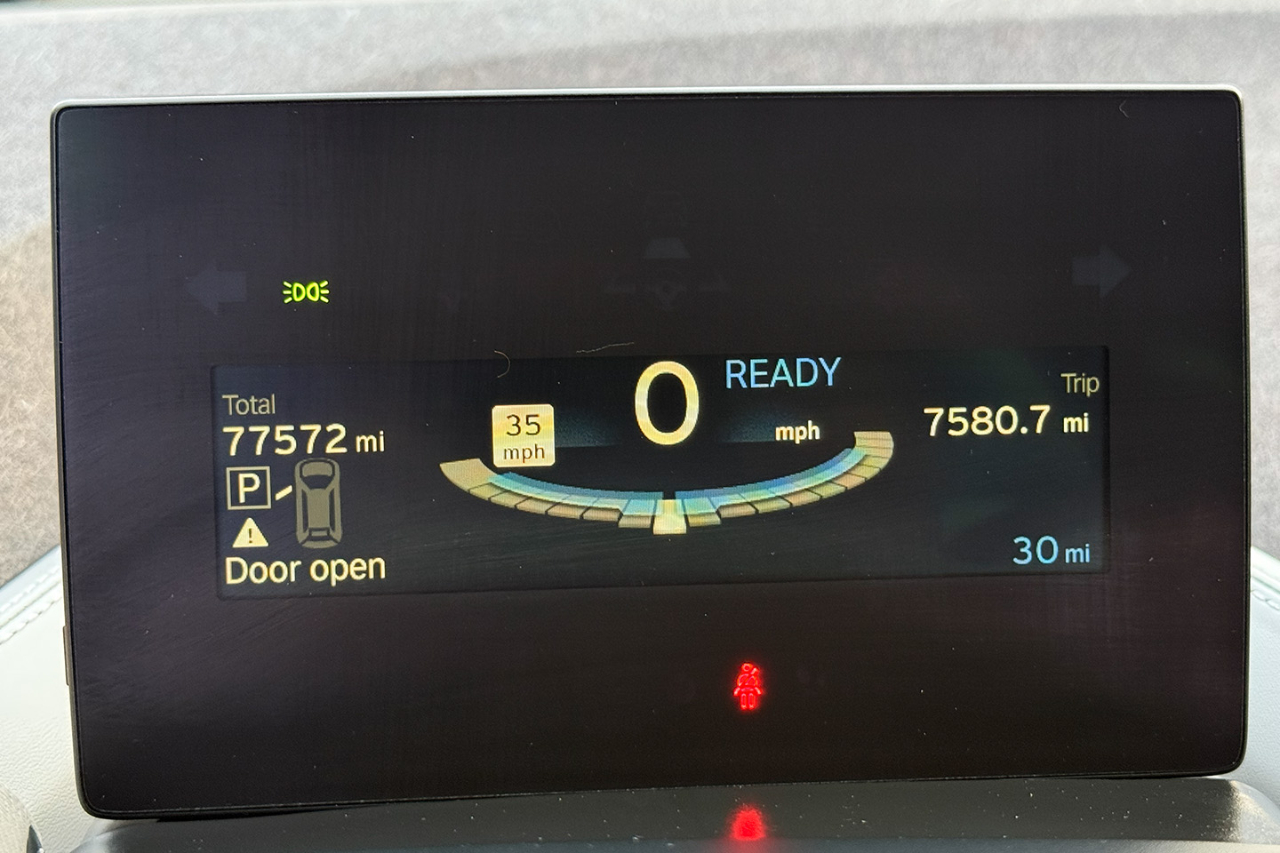 READY
0
mph
35
mph
Total
77572 mi
P
Door open
Trip
7580.7 mi
30 mi